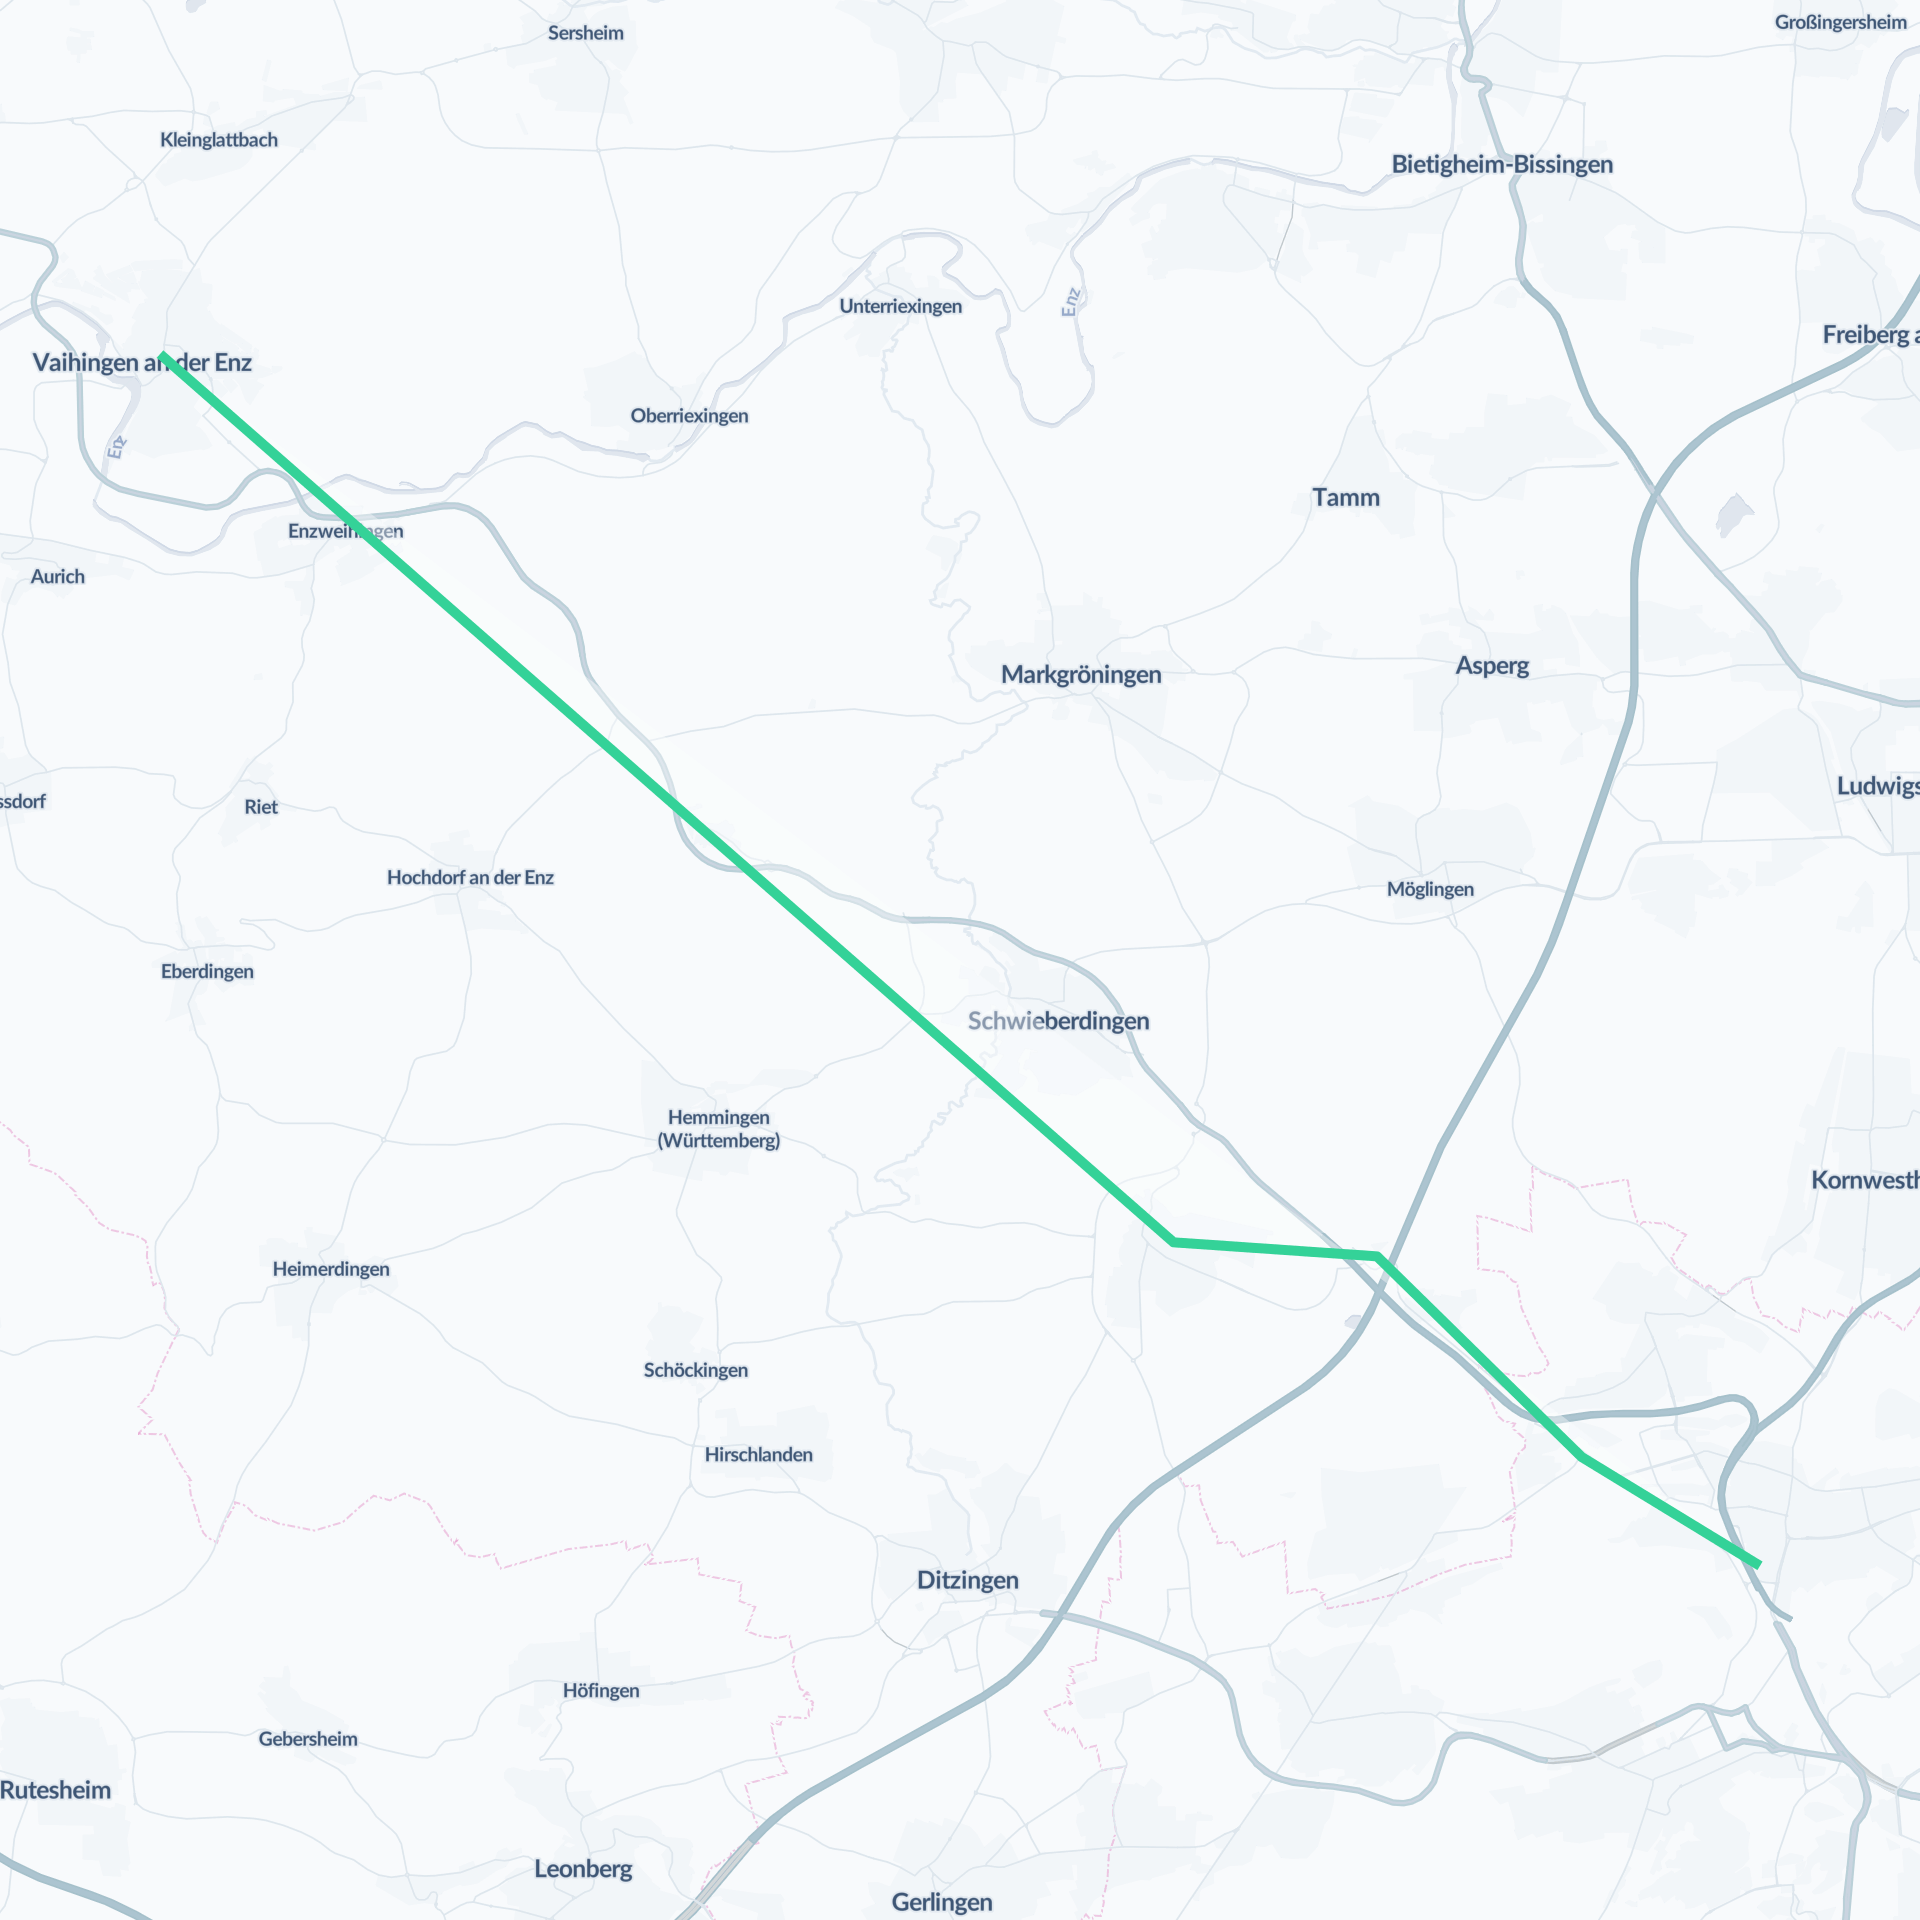 Großingersheim
Sersheim
Kleinglattbach
Bietigheim-Bissingen
Enz
Unterriexingen
Freiberg a
Vaihingen an der Enz
Oberriexingen
Enz
Tamm
Enzweihingen
Aurich
Asperg
Markgröningen
Ludwigs
ssdorf
Riet
Hochdorf an der Enz
Möglingen
Eberdingen
Schwieberdingen
Hemmingen
(Württemberg)
Kornwesth
Heimerdingen
Schöckingen
Hirschlanden
Ditzingen
Höfingen
Gebersheim
Rutesheim
Leonberg
Gerlingen